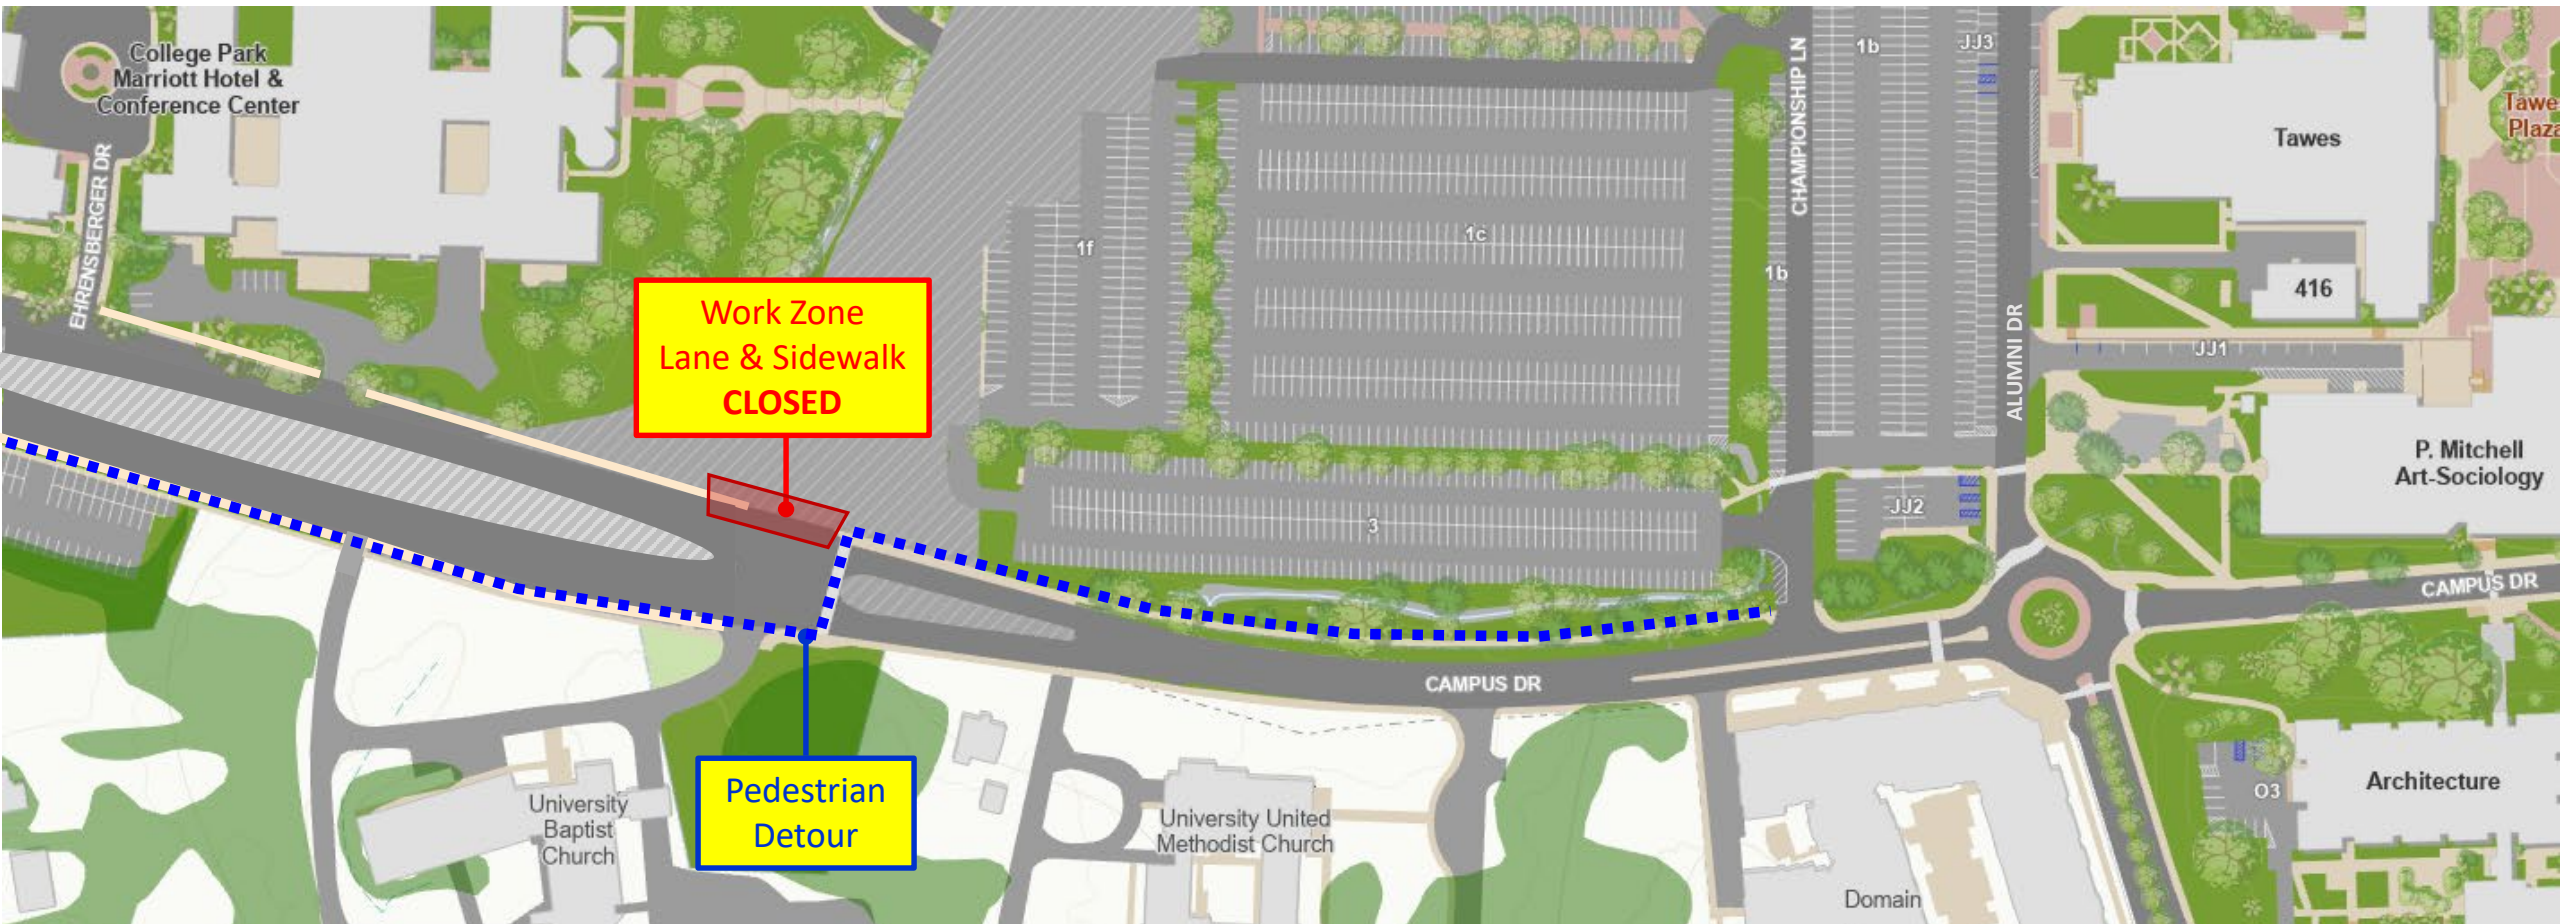 College Park
Marriott Hotel &
Conference Center
EHRENSBERGER DR
Work Zone
Lane & Sidewalk
CLOSED
1f
1c
1b
CHAMPIONSHIP LN
1b
JJ3
ALUMNI DR
Tawes
Tawe
Plaza
416
JJ1
P. Mitchell
Art-Sociology
3
JJ2
CAMPUS DR
CAMPUS DR
Pedestrian
Detour
University
Baptist
Church
University United
Methodist Church
Domain
O3
Architecture